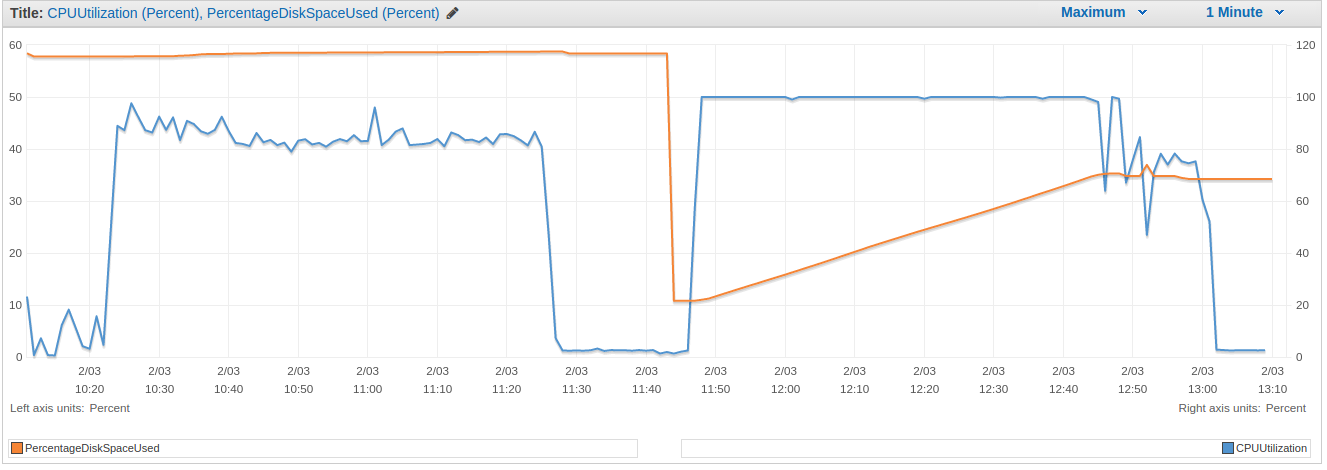 Title: CPUUtilization (Percent), PercentageDiskSpaceUsed (Percent) Maximum 1 Minute
60 120
50 100
40 80
30 60
20 40
10 20
0 0
2/03 2/03 2/03 2/03 2/03 2/03 2/03 2/03 2/03 2/03 2/03 2/03 2/03 2/03 2/03 2/03 2/03 2/03
10:20 10:30 10:40 10:50 11:00 11:10 11:20 11:30 11:40 11:50 12:00 12:10 12:20 12:30 12:40 12:50 13:00 13:10
Left axis units: Percent Right axis units: Percent
PercentageDiskSpaceUsed CPUUtilization